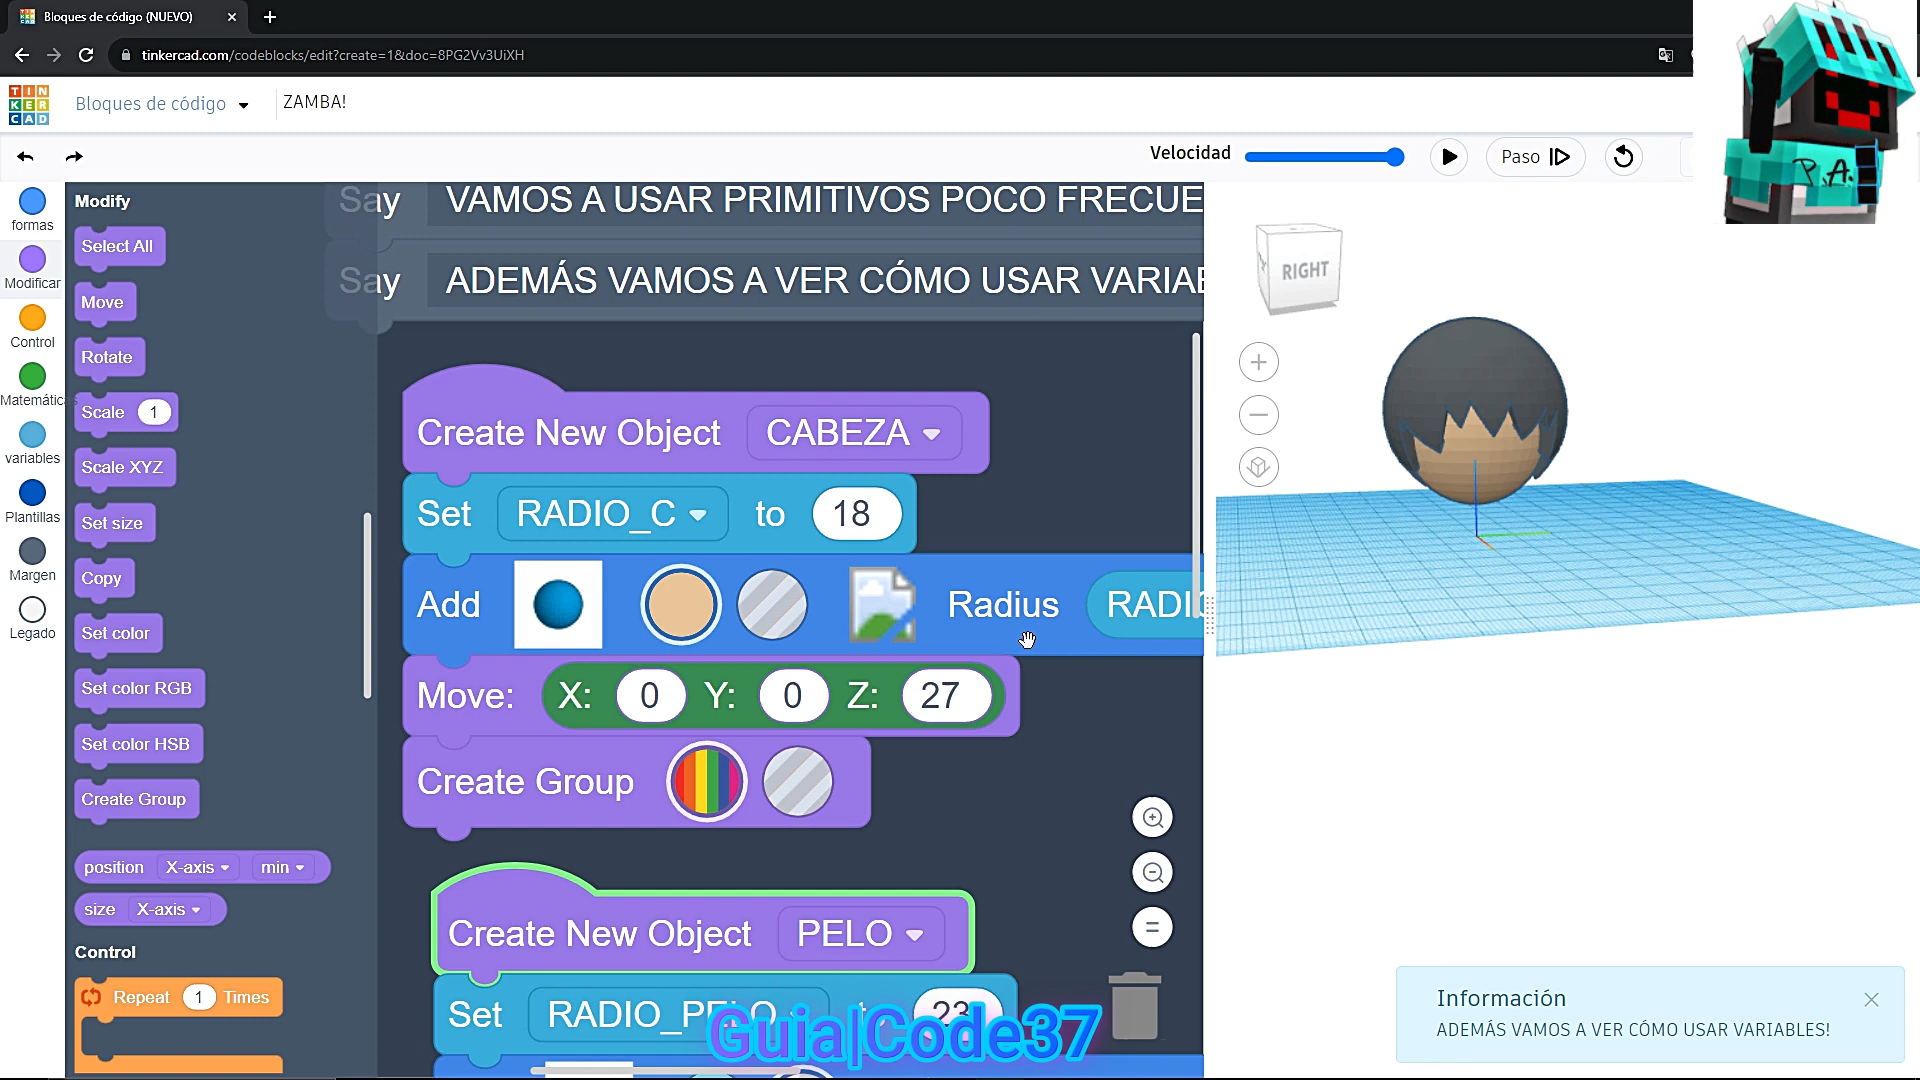 Bloques de código (NUEVO)
tinkercad.com/codeblocks/edit?create=1&doc=8PG2Vv3UiXH
TIN
KER
CAD
Bloques de código
ZAMBA!
Velocidad
Paso
formas
Modificar
Control
Matemátic
variables
Plantillas
Margen
Legado
Modify
Select All
Move
Rotate
Scale 1
Scale XYZ
Set size
Copy
Set color
Set color RGB
Set color HSB
Create Group
position X-axis min
size X-axis
Control
Repeat 1 Times
Say VAMOS A USAR PRIMITIVOS POCO FRECUE
Say ADEMÁS VAMOS A VER CÓMO USAR VARIAB
Create New Object CABEZA
Set RADIO_C to 18
Add Radius RADIO
Move: X: 0 Y: 0 Z: 27
Create Group
Create New Object PELO
Set RADIO_PELO 23
Guia|Code37
RIGHT
P.A.
Información
ADEMÁS VAMOS A VER CÓMO USAR VARIABLES!